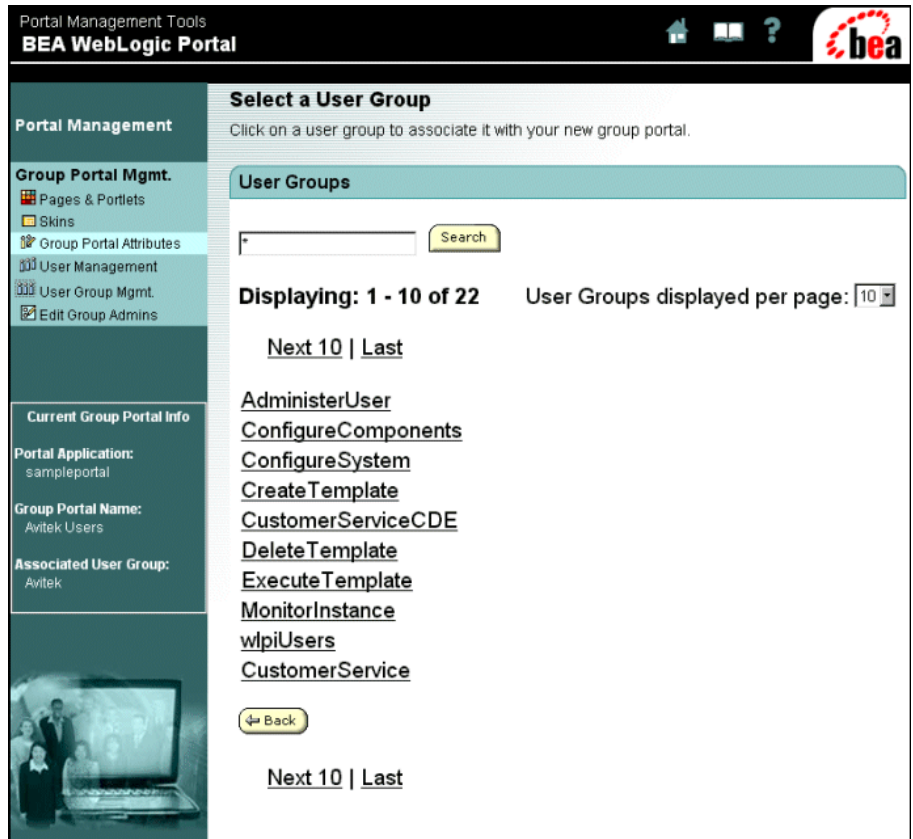 Portal Management Tools
BEA WebLogic Portal
?
bea
Portal Management
Group Portal Mgmt.
Pages & Portlets
Skins
Group Portal Attributes
User Management
User Group Mgmt.
Edit Group Admins
Current Group Portal Info
Portal Application:
sampleportal
Group Portal Name:
Avitek Users
Associated User Group:
Avitek
Select a User Group
Click on a user group to associate it with your new group portal.
User Groups
*
Search
Displaying: 1 - 10 of 22 User Groups displayed per page: 10
Next 10 | Last
AdministerUser
ConfigureComponents
ConfigureSystem
CreateTemplate
CustomerServiceCDE
DeleteTemplate
ExecuteTemplate
MonitorInstance
wlpiUsers
CustomerService
Back
Next 10 | Last